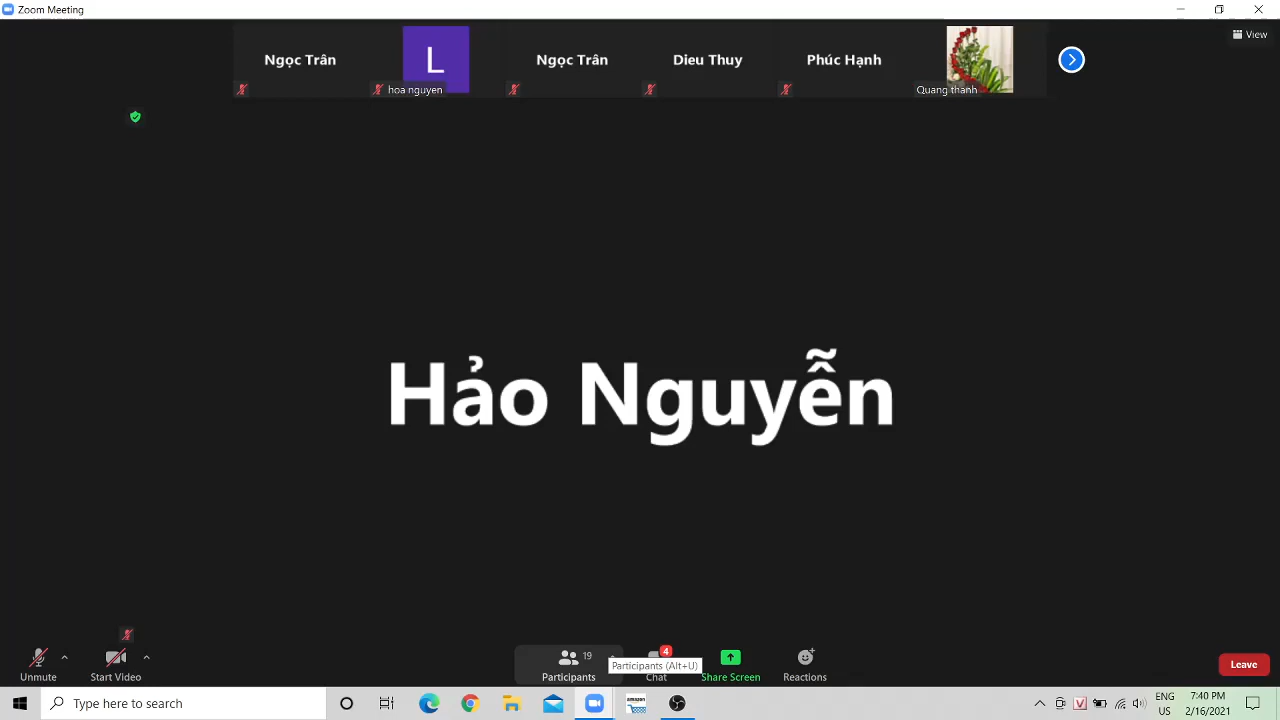 Zoom Meeting
View
Ngọc Trân
L
hoa nguyen
Ngọc Trân
Dieu Thuy
Phúc Hạnh
Quang thanh
Hảo Nguyễn
Unmute
Start Video
19
Participants
Participants (Alt+U)
4
Chat
Share Screen
Reactions
Leave
Type here to search
amazon
V
ENG
US
7:40 PM
2/16/2021